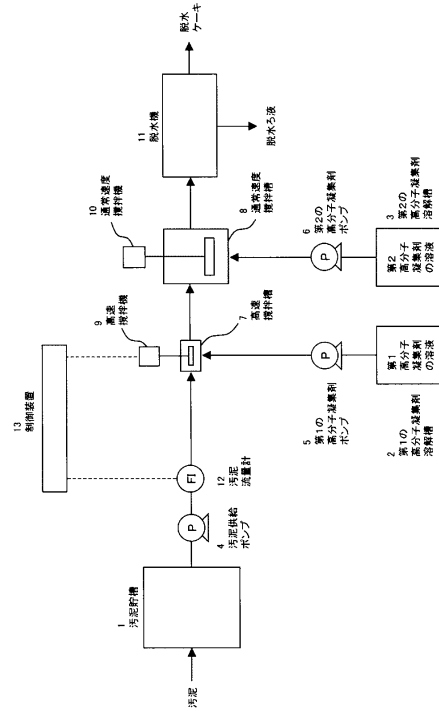 13
制御装置
10
通常速度
攪拌機
11
脱水機
脱水
ケーキ
9
高速
攪拌機
脱水ろ液
8
通常速度
攪拌槽
7
高速
攪拌槽
汚泥
1
汚泥貯槽
P
4
汚泥供給
ポンプ
FI
12
汚泥
流量計
P
5
第1の
高分子凝集剤
ポンプ
P
6
第2の
高分子凝集剤
ポンプ
2
第1の
高分子凝集剤
溶解槽
第1
高分子
凝集剤
の溶液
第2
高分子
凝集剤
の溶液
3
第2の
高分子凝集剤
溶解槽